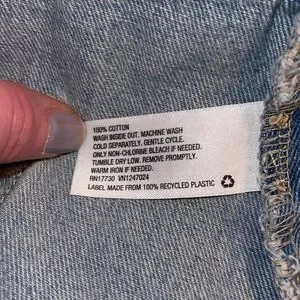 100% COTTON
WASH INSIDE OUT. MACHINE WASH
COLD SEPARATELY. GENTLE CYCLE.
ONLY NON-CHLORINE BLEACH IF NEEDED.
TUMBLE DRY LOW. REMOVE PROMPTLY.
WARM IRON IF NEEDED.
RN17730 VN1247024
LABEL MADE FROM 100% RECYCLED PLASTIC